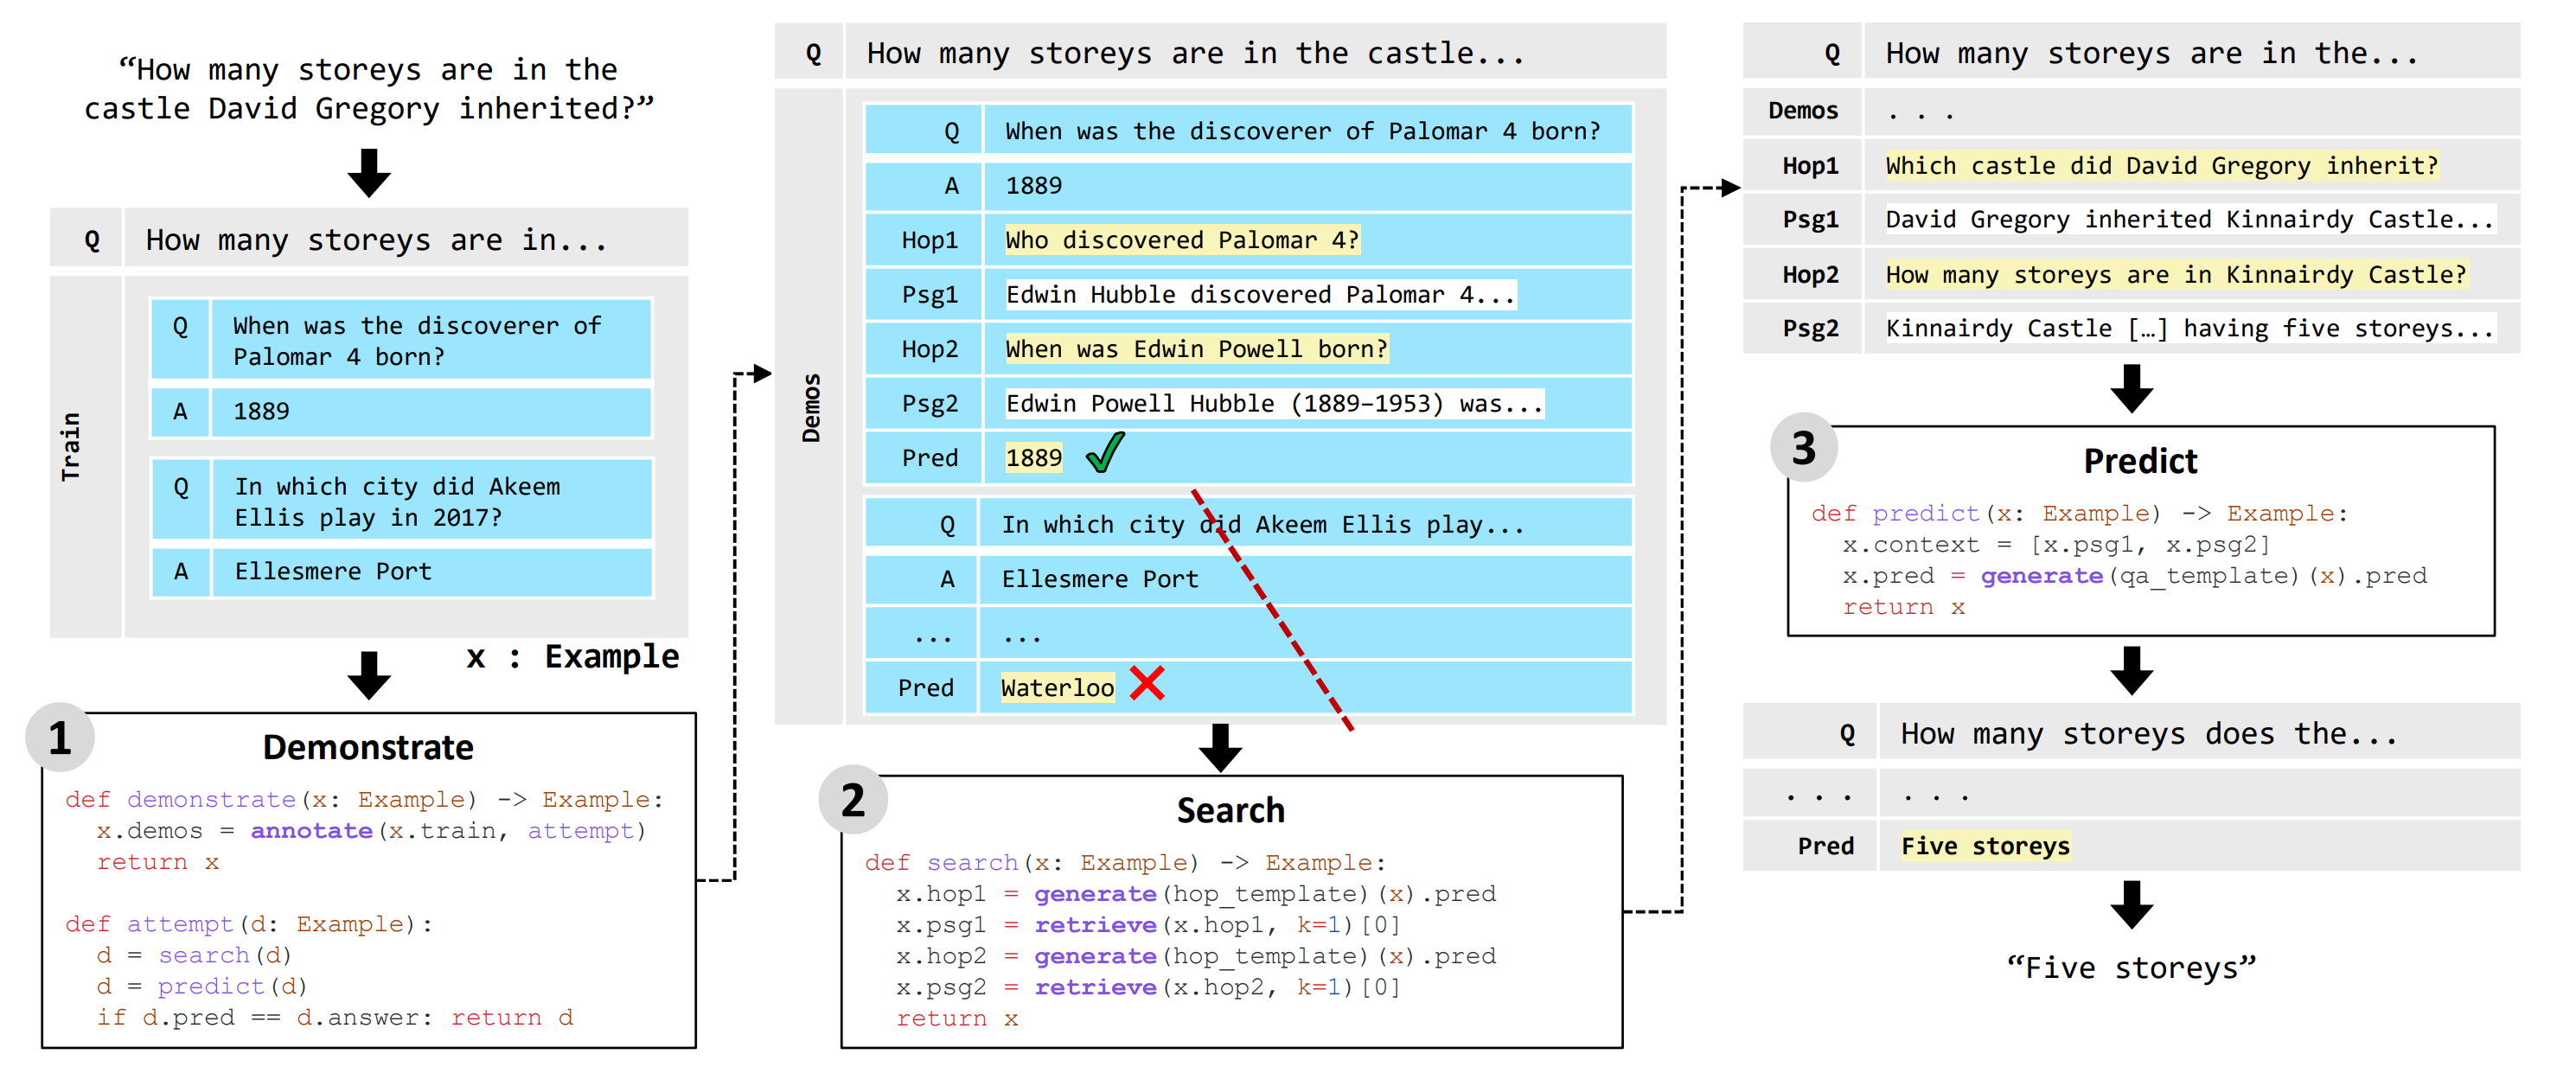 “How many storeys are in the
castle David Gregory inherited?”
Q How many storeys are in...
Train
Q When was the discoverer of
Palomar 4 born?
A 1889
Q In which city did Akeem
Ellis play in 2017?
A Ellesmere Port
x : Example
1
Demonstrate
def demonstrate(x: Example) -> Example:
x.demos = annotate(x.train, attempt)
return x
def attempt(d: Example):
d = search(d)
d = predict(d)
if d.pred == d.answer: return d
Q How many storeys are in the castle...
Demos
Q When was the discoverer of Palomar 4 born?
A 1889
Hop1 Who discovered Palomar 4?
Psg1 Edwin Hubble discovered Palomar 4...
Hop2 When was Edwin Powell born?
Psg2 Edwin Powell Hubble (1889–1953) was...
Pred 1889
Q In which city did Akeem Ellis play...
A Ellesmere Port
... ...
Pred Waterloo
2
Search
def search(x: Example) -> Example:
x.hop1 = generate(hop_template)(x).pred
x.psg1 = retrieve(x.hop1, k=1)[0]
x.hop2 = generate(hop_template)(x).pred
x.psg2 = retrieve(x.hop2, k=1)[0]
return x
Q How many storeys are in the...
Demos . . .
Hop1 Which castle did David Gregory inherit?
Psg1 David Gregory inherited Kinnairdy Castle...
Hop2 How many storeys are in Kinnairdy Castle?
Psg2 Kinnairdy Castle […] having five storeys...
3
Predict
def predict(x: Example) -> Example:
x.context = [x.psg1, x.psg2]
x.pred = generate(qa_template)(x).pred
return x
Q How many storeys does the...
. . . . . .
Pred Five storeys
“Five storeys”